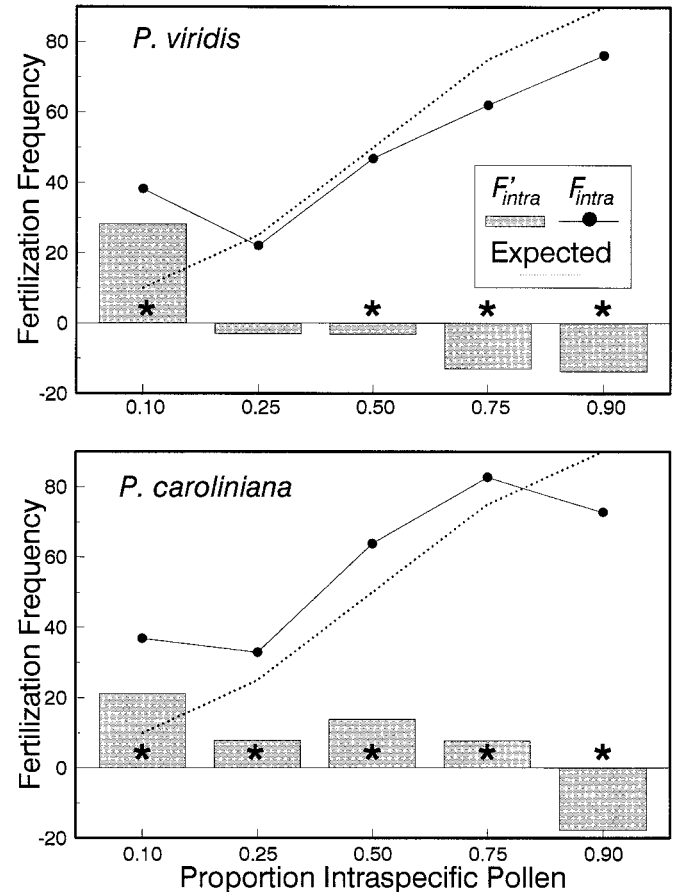 P. viridis
Fertilization Frequency
80
60
40
20
0
-20
F'intra Fintra
Expected
* * * *
0.10 0.25 0.50 0.75 0.90
P. caroliniana
Fertilization Frequency
80
60
40
20
0
-20
* * * * *
0.10 0.25 0.50 0.75 0.90
Proportion Intraspecific Pollen